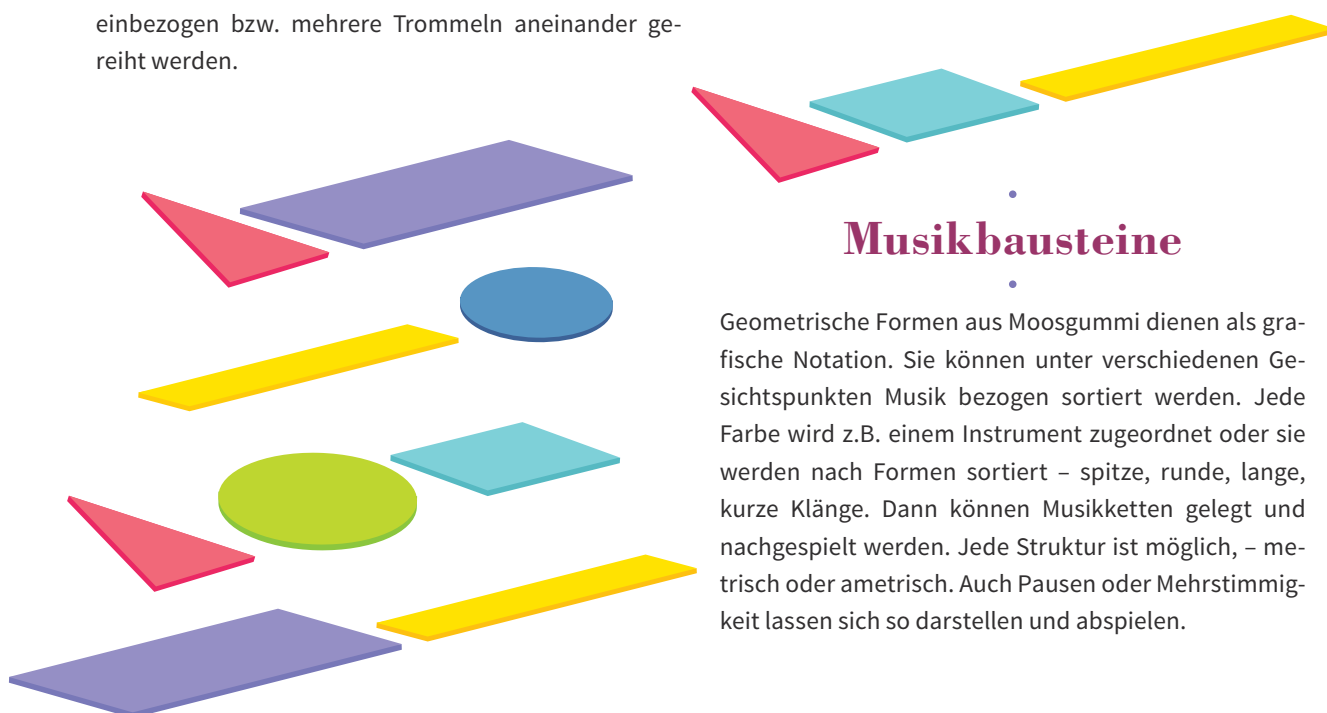 einbezogen bzw. mehrere Trommeln aneinander ge-
reiht werden.
Musikbausteine
Geometrische Formen aus Moosgummi dienen als gra-
fische Notation. Sie können unter verschiedenen Ge-
sichtspunkten Musik bezogen sortiert werden. Jede
Farbe wird z.B. einem Instrument zugeordnet oder sie
werden nach Formen sortiert – spitze, runde, lange,
kurze Klänge. Dann können Musikketten gelegt und
nachgespielt werden. Jede Struktur ist möglich, – me-
trisch oder ametrisch. Auch Pausen oder Mehrstimmig-
keit lassen sich so darstellen und abspielen.